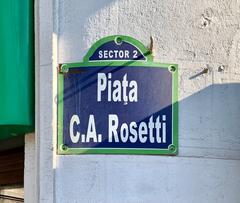 SECTOR 2
Piața
C.A. Rosetti